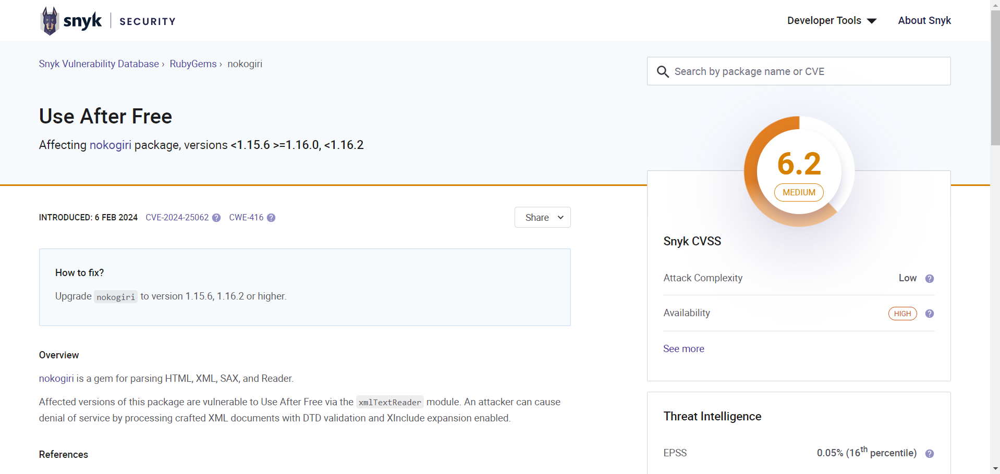 snyk | SECURITY
Developer Tools
About Snyk
Snyk Vulnerability Database › RubyGems › nokogiri
Search by package name or CVE
Use After Free
Affecting nokogiri package, versions <1.15.6 >=1.16.0, <1.16.2
6.2
MEDIUM
INTRODUCED: 6 FEB 2024 CVE-2024-25062 ? CWE-416 ?
Share
How to fix?
Upgrade nokogiri to version 1.15.6, 1.16.2 or higher.
Overview
nokogiri is a gem for parsing HTML, XML, SAX, and Reader.
Affected versions of this package are vulnerable to Use After Free via the xmlTextReader module. An attacker can cause
denial of service by processing crafted XML documents with DTD validation and XInclude expansion enabled.
References
Snyk CVSS
Attack Complexity Low ?
Availability HIGH ?
See more
Threat Intelligence
EPSS 0.05% (16th percentile) ?